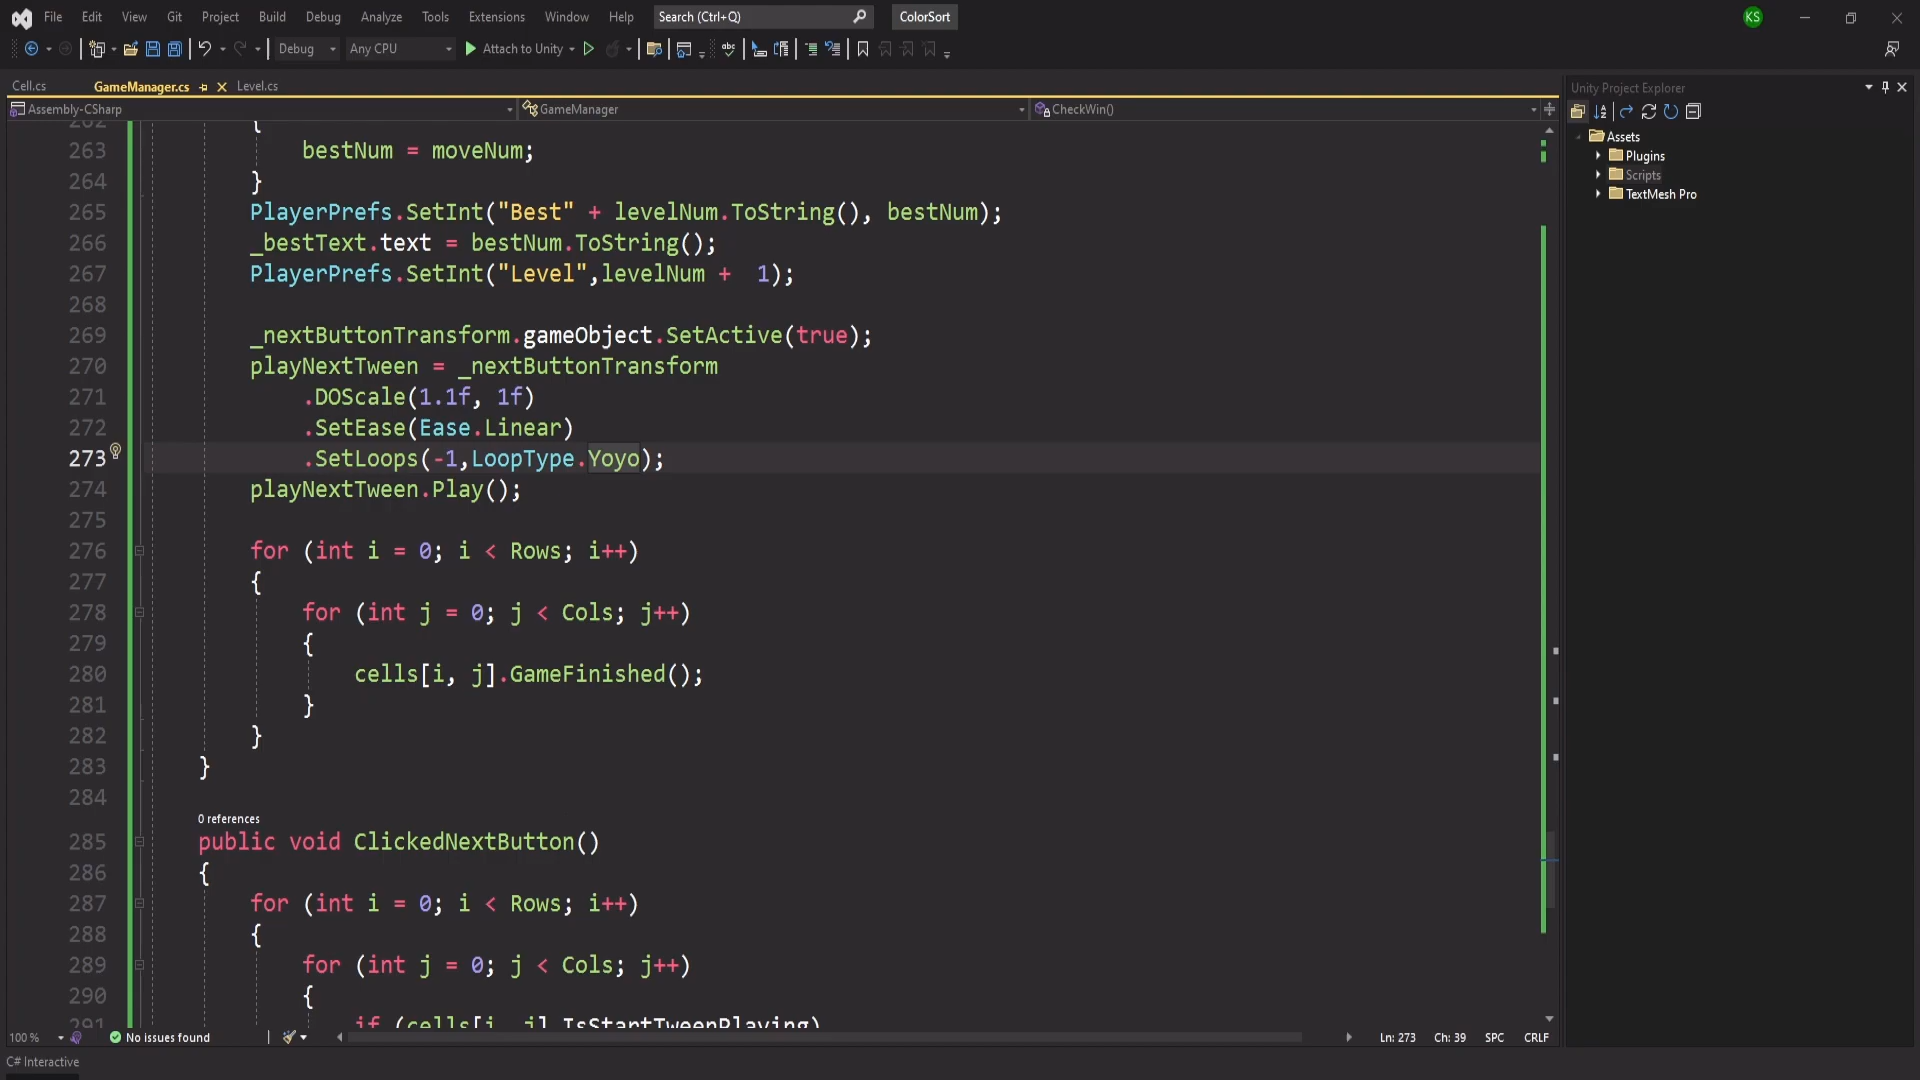 File Edit View Git Project Build Debug Analyze Tools Extensions Window Help Search (Ctrl+Q) ColorSort KS
Debug Any CPU Attach to Unity abc
Cell.cs GameManager.cs Level.cs
Assembly-CSharp GameManager CheckWin()
262 {
263 bestNum = moveNum;
264 }
265 PlayerPrefs.SetInt("Best" + levelNum.ToString(), bestNum);
266 _bestText.text = bestNum.ToString();
267 PlayerPrefs.SetInt("Level",levelNum +  1);
268
269 _nextButtonTransform.gameObject.SetActive(true);
270 playNextTween = _nextButtonTransform
271 .DOScale(1.1f, 1f)
272 .SetEase(Ease.Linear)
273 .SetLoops(-1,LoopType.Yoyo);
274 playNextTween.Play();
275
276 for (int i = 0; i < Rows; i++)
277 {
278 for (int j = 0; j < Cols; j++)
279 {
280 cells[i, j].GameFinished();
281 }
282 }
283 }
284
0 references
285 public void ClickedNextButton()
286 {
287 for (int i = 0; i < Rows; i++)
288 {
289 for (int j = 0; j < Cols; j++)
290 {
291 if (cells[i, j].IsStartTweenPlaying)
100 % No issues found Ln: 273 Ch: 39 SPC CRLF
C# Interactive
Unity Project Explorer
Assets
Plugins
Scripts
TextMesh Pro